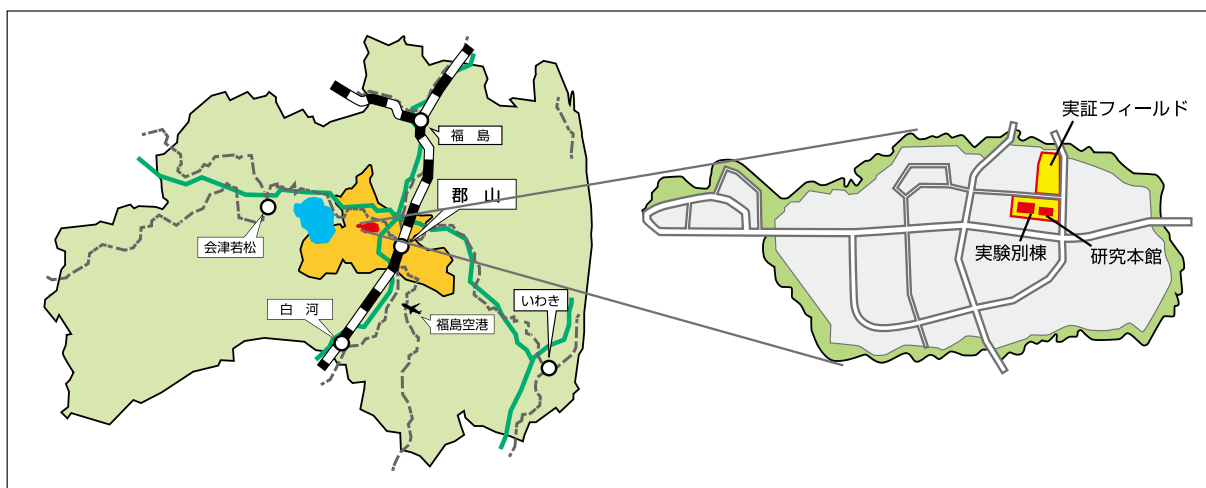 福　島
郡　山
会津若松
白　河
福島空港
いわき
実証フィールド
実験別棟
研究本館